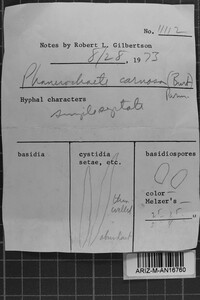 No. 11112
Notes by Robert L. Gilbertson
8/28, 1973
Phanerochaete carnosa (Burt)
Parm
Hyphal characters
simple septate
basidia
cystidia
setae, etc.
basidiospores
thin
walled
abundant
color —
Melzer's —
ARIZ-M-AN16760